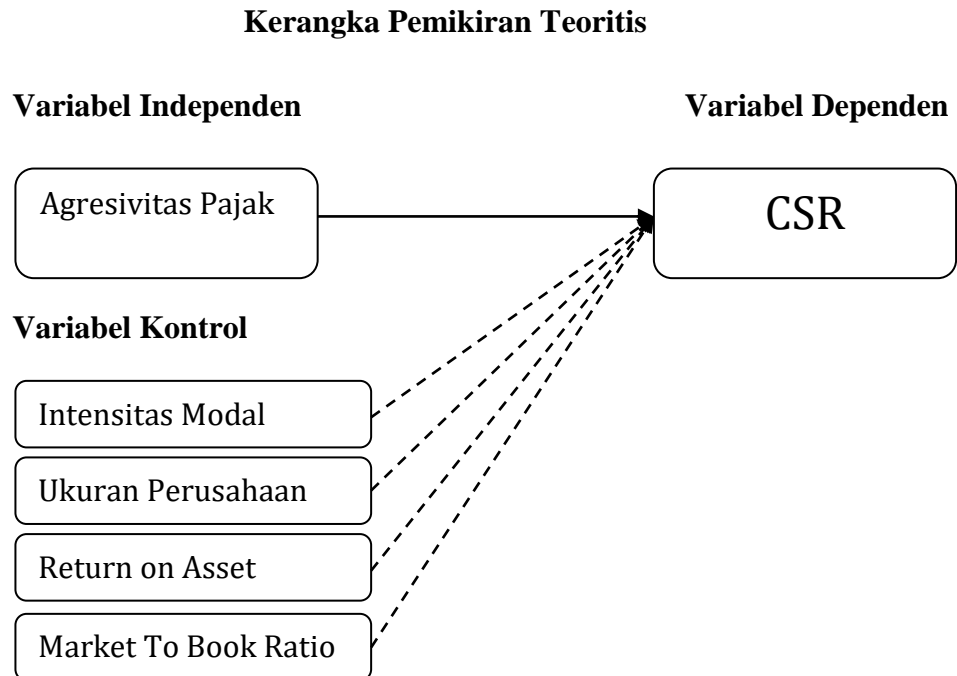 Kerangka Pemikiran Teoritis
Variabel Independen
Variabel Dependen
Agresivitas Pajak
CSR
Variabel Kontrol
Intensitas Modal
Ukuran Perusahaan
Return on Asset
Market To Book Ratio